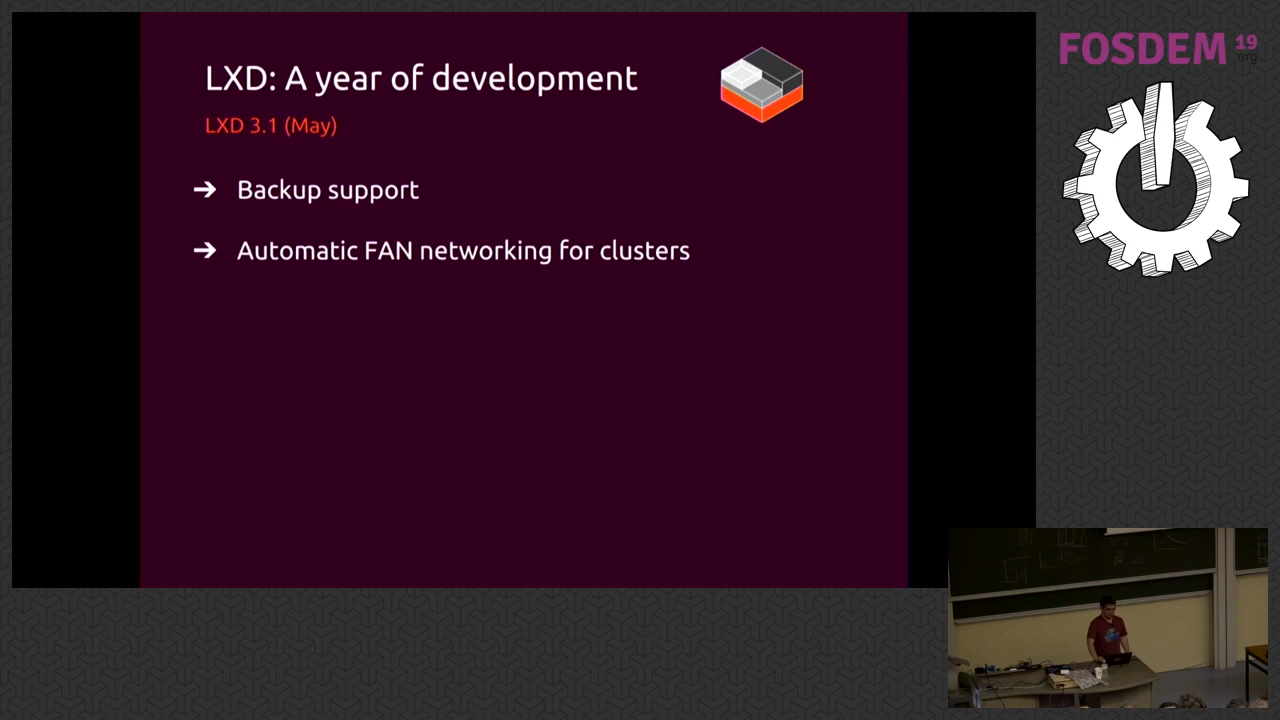 LXD: A year of development
LXD 3.1 (May)
➔ Backup support
➔ Automatic FAN networking for clusters
FOSDEM 19
.org